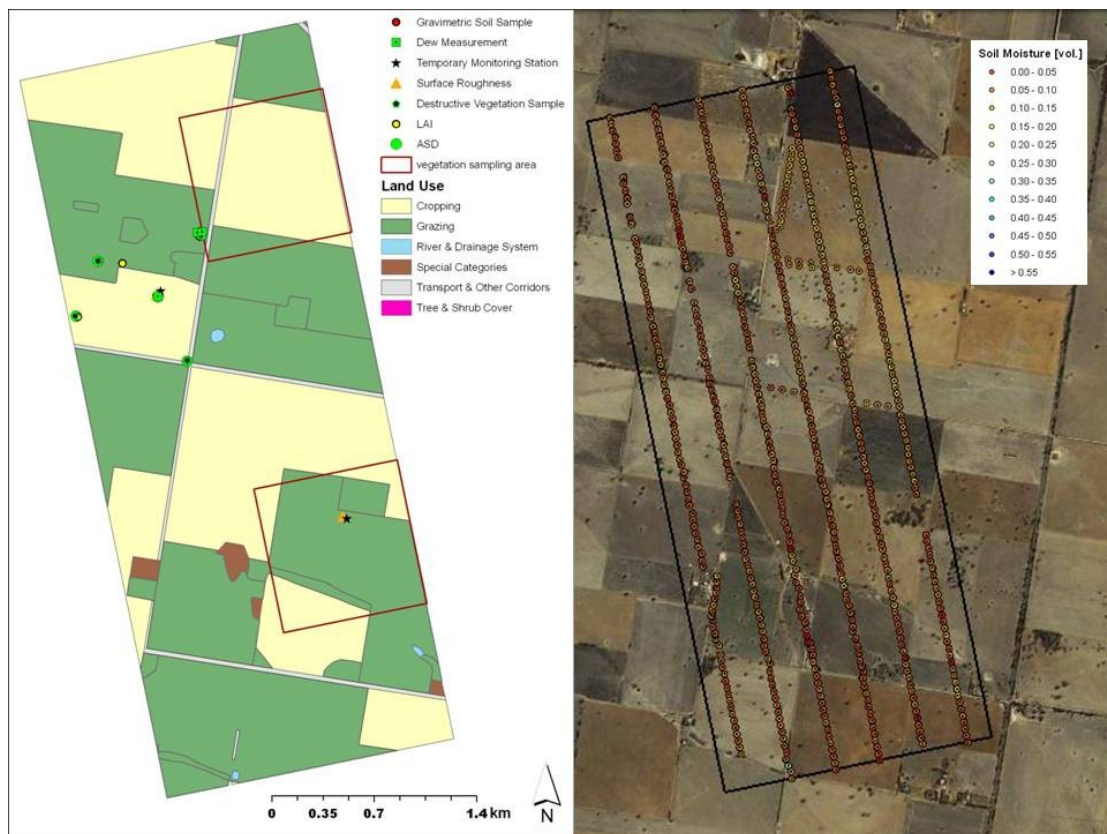 Gravimetric Soil Sample
Dew Measurement
Temporary Monitoring Station
Surface Roughness
Destructive Vegetation Sample
LAI
ASD
vegetation sampling area
Land Use
Cropping
Grazing
River & Drainage System
Special Categories
Transport & Other Corridors
Tree & Shrub Cover
0 0.35 0.7 1.4 km
N
Soil Moisture [vol.]
0.00 - 0.05
0.05 - 0.10
0.10 - 0.15
0.15 - 0.20
0.20 - 0.25
0.25 - 0.30
0.30 - 0.35
0.35 - 0.40
0.40 - 0.45
0.45 - 0.50
0.50 - 0.55
> 0.55